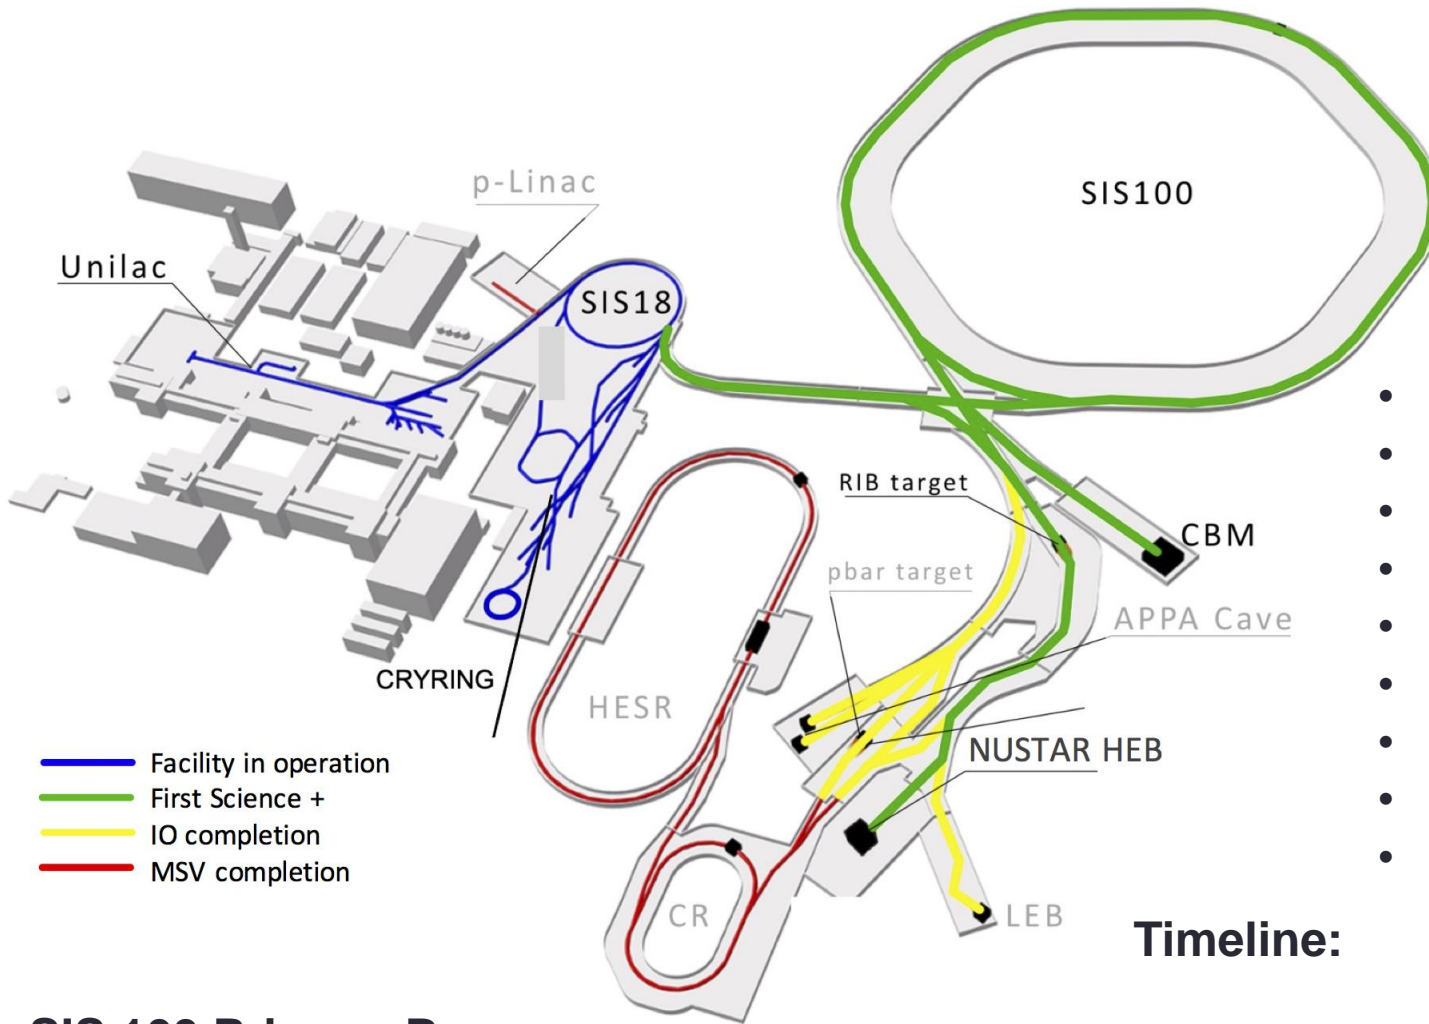 SIS100
p-Linac
Unilac
SIS18
RIB target
CBM
pbar target
APPA Cave
CRYRING
HESR
NUSTAR HEB
Facility in operation
First Science +
IO completion
MSV completion
CR
LEB
Timeline: